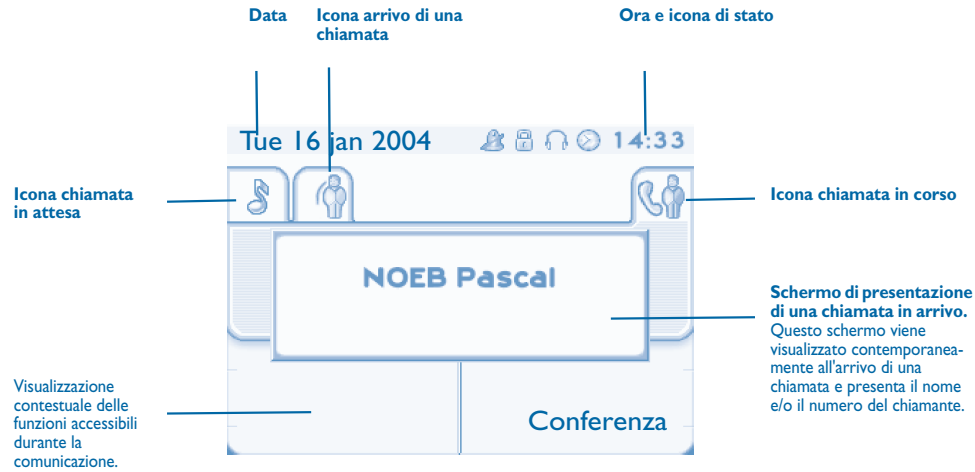 Data
Icona arrivo di una
chiamata
Ora e icona di stato
Tue 16 jan 2004
14:33
Icona chiamata
in attesa
Icona chiamata in corso
NOEB Pascal
Schermo di presentazione
di una chiamata in arrivo.
Questo schermo viene
visualizzato contemporanea-
mente all'arrivo di una
chiamata e presenta il nome
e/o il numero del chiamante.
Visualizzazione
contestuale delle
funzioni accessibili
durante la
comunicazione.
Conferenza